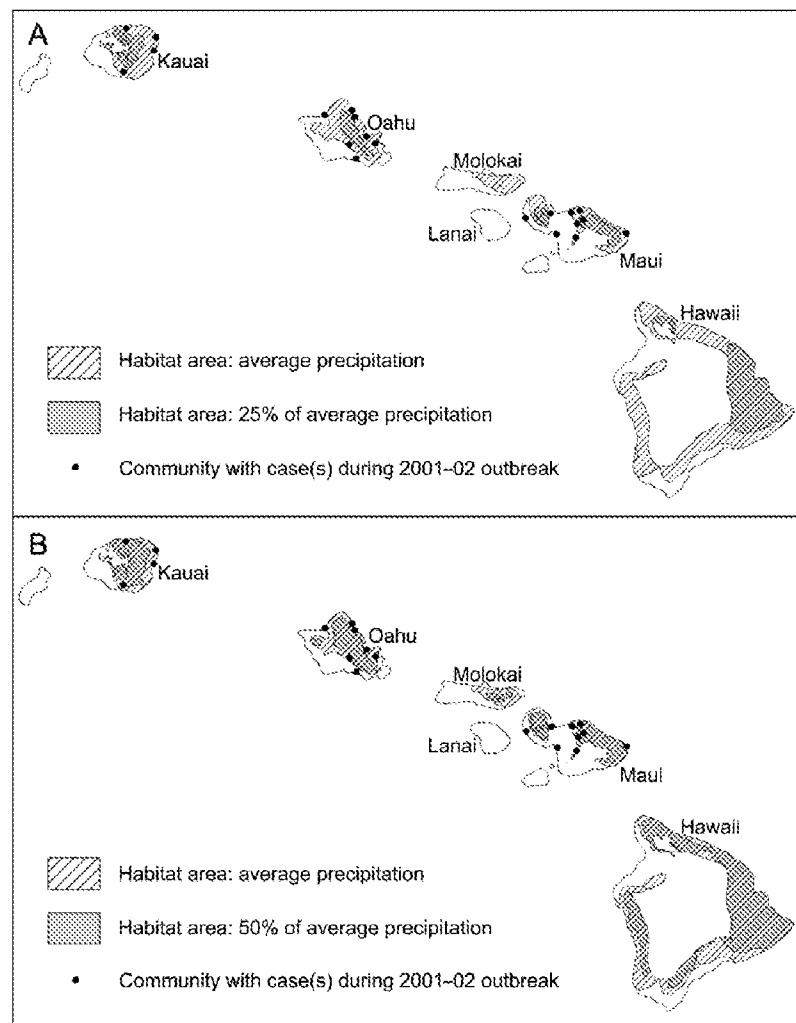 A
Kauai
Oahu
Molokai
Lanai
Maui
Hawaii
Habitat area: average precipitation
Habitat area: 25% of average precipitation
Community with case(s) during 2001–02 outbreak
B
Kauai
Oahu
Molokai
Lanai
Maui
Hawaii
Habitat area: average precipitation
Habitat area: 50% of average precipitation
Community with case(s) during 2001–02 outbreak